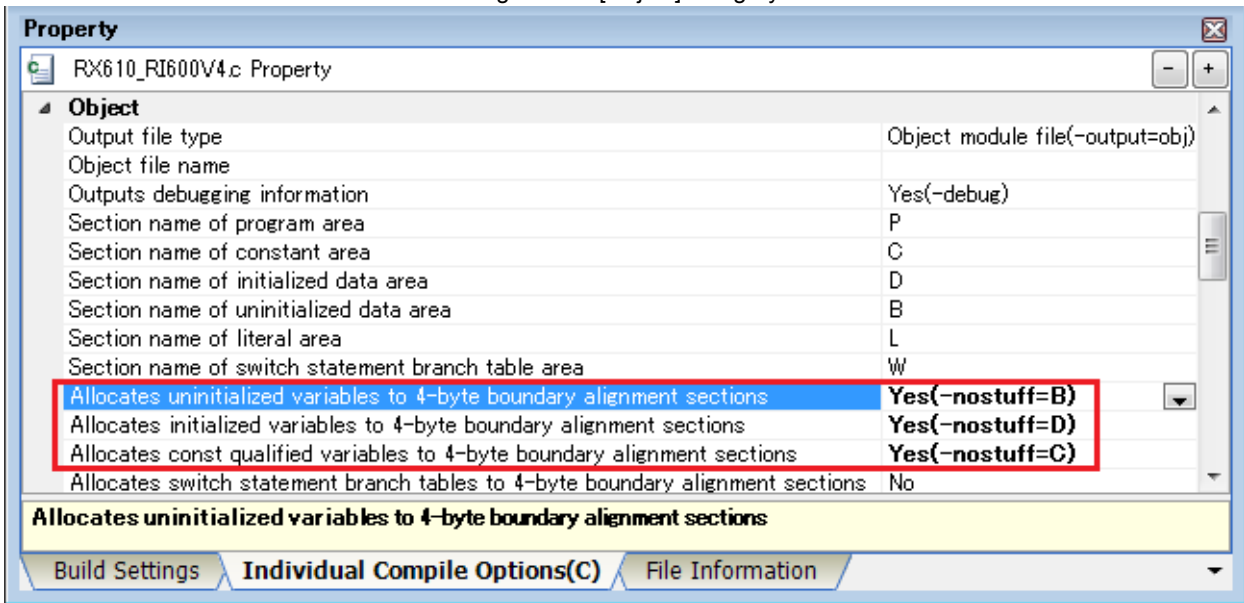 Property
RX610_RI600V4.c Property
- +
Object
Output file type Object module file(-output=obj)
Object file name
Outputs debugging information Yes(-debug)
Section name of program area P
Section name of constant area C
Section name of initialized data area D
Section name of uninitialized data area B
Section name of literal area L
Section name of switch statement branch table area W
Allocates uninitialized variables to 4-byte boundary alignment sections Yes(-nostuff=B)
Allocates initialized variables to 4-byte boundary alignment sections Yes(-nostuff=D)
Allocates const qualified variables to 4-byte boundary alignment sections Yes(-nostuff=C)
Allocates switch statement branch tables to 4-byte boundary alignment sections No
Allocates uninitialized variables to 4-byte boundary alignment sections
Build Settings Individual Compile Options(C) File Information